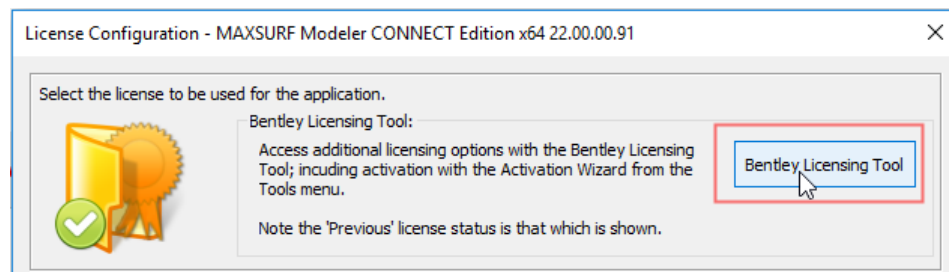 License Configuration - MAXSURF Modeler CONNECT Edition x64 22.00.00.91
Select the license to be used for the application.
Bentley Licensing Tool:
Access additional licensing options with the Bentley Licensing
Tool; incuding activation with the Activation Wizard from the
Tools menu.
Bentley Licensing Tool
Note the 'Previous' license status is that which is shown.